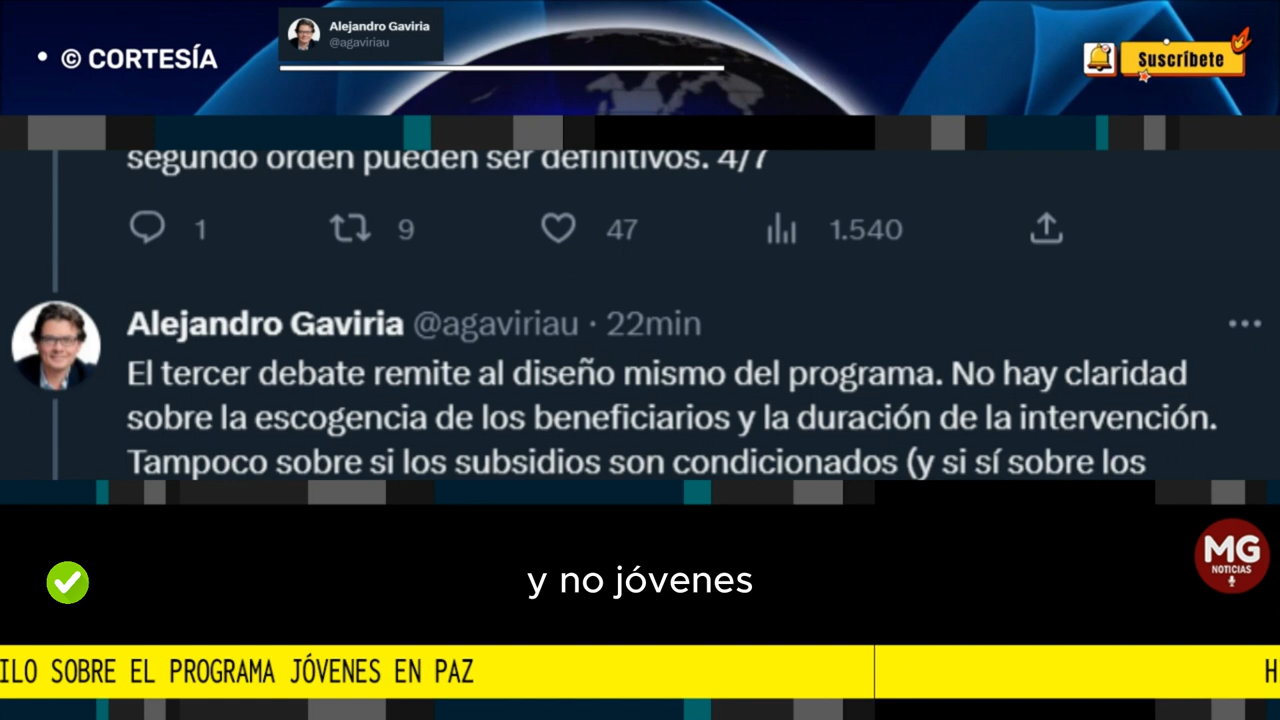 • © CORTESÍA
Alejandro Gaviria
@agaviriau
Suscríbete
segundo orden pueden ser definitivos. 4/7
1 9 47 1.540
Alejandro Gaviria @agaviriau · 22min
El tercer debate remite al diseño mismo del programa. No hay claridad
sobre la escogencia de los beneficiarios y la duración de la intervención.
Tampoco sobre si los subsidios son condicionados (y si sí sobre los
y no jóvenes
MG
NOTICIAS
ILO SOBRE EL PROGRAMA JÓVENES EN PAZ
H